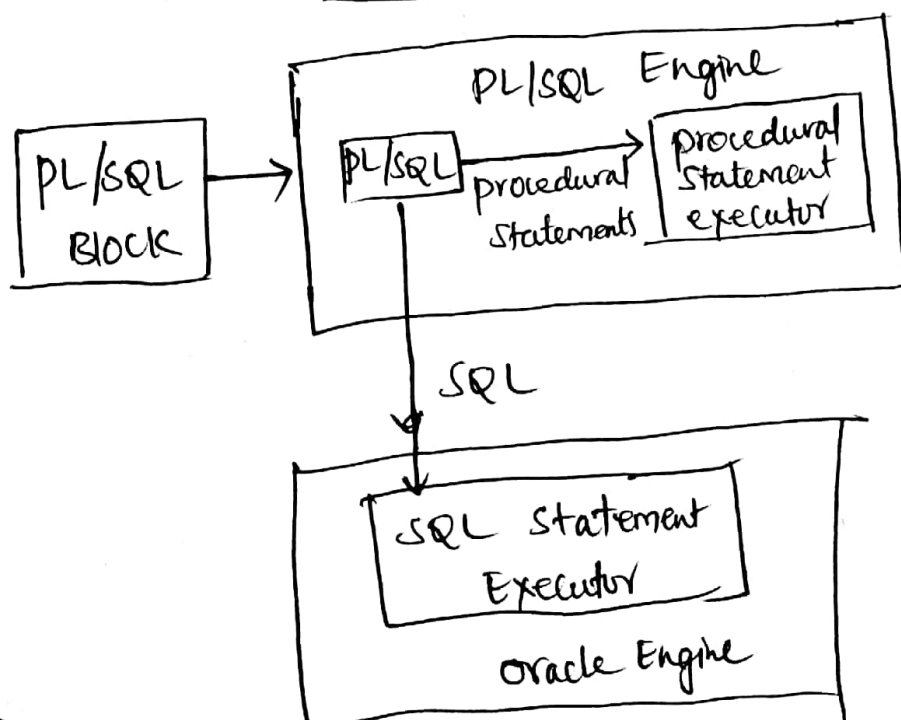 PL/SQL Engine
PL/SQL
BLOCK
PL/SQL
procedural
statements
procedural
statement
executor
SQL
SQL statement
Executor
oracle Engine